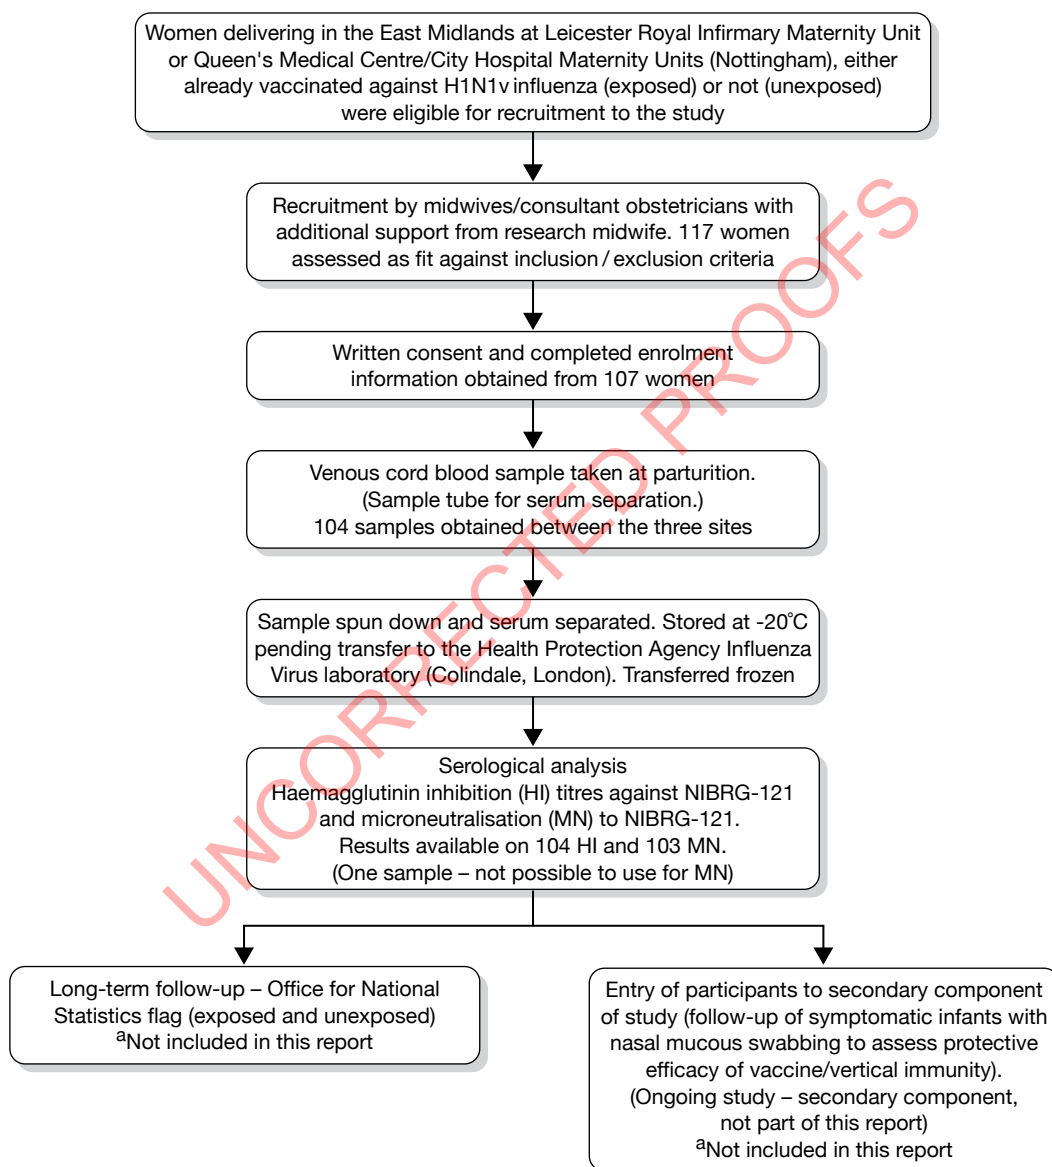 Women delivering in the East Midlands at Leicester Royal Infirmary Maternity Unit
or Queen's Medical Centre/City Hospital Maternity Units (Nottingham), either
already vaccinated against H1N1v influenza (exposed) or not (unexposed)
were eligible for recruitment to the study
Recruitment by midwives/consultant obstetricians with
additional support from research midwife. 117 women
assessed as fit against inclusion / exclusion criteria
Written consent and completed enrolment
information obtained from 107 women
Venous cord blood sample taken at parturition.
(Sample tube for serum separation.)
104 samples obtained between the three sites
Sample spun down and serum separated. Stored at -20°C
pending transfer to the Health Protection Agency Influenza
Virus laboratory (Colindale, London). Transferred frozen
Serological analysis
Haemagglutinin inhibition (HI) titres against NIBRG-121
and microneutralisation (MN) to NIBRG-121.
Results available on 104 HI and 103 MN.
(One sample – not possible to use for MN)
Long-term follow-up – Office for National
Statistics flag (exposed and unexposed)
aNot included in this report
Entry of participants to secondary component
of study (follow-up of symptomatic infants with
nasal mucous swabbing to assess protective
efficacy of vaccine/vertical immunity).
(Ongoing study – secondary component,
not part of this report)
aNot included in this report
UNCORRECTED PROOFS